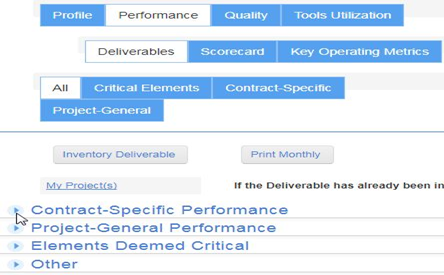 Profile Performance Quality Tools Utilization
Deliverables Scorecard Key Operating Metrics
All Critical Elements Contract-Specific
Project-General
Inventory Deliverable Print Monthly
My Project(s) If the Deliverable has already been in
Contract-Specific Performance
Project-General Performance
Elements Deemed Critical
Other